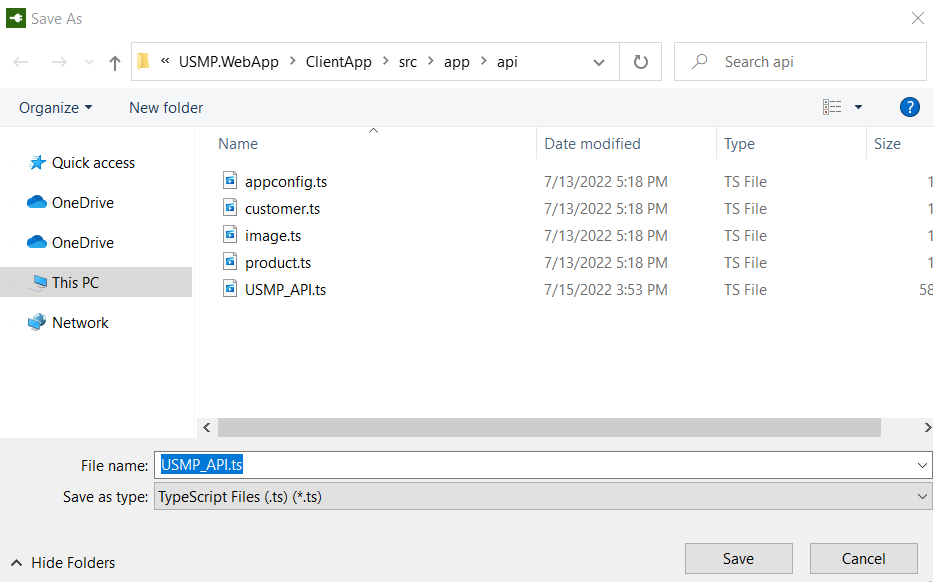 Save As
« USMP.WebApp > ClientApp > src > app > api
Search api
Organize
New folder
?
Name Date modified Type Size
Quick access
OneDrive
OneDrive
This PC
Network
appconfig.ts 7/13/2022 5:18 PM TS File 1
customer.ts 7/13/2022 5:18 PM TS File 1
image.ts 7/13/2022 5:18 PM TS File 1
product.ts 7/13/2022 5:18 PM TS File 1
USMP_API.ts 7/15/2022 3:53 PM TS File 58
File name: USMP_API.ts
Save as type: TypeScript Files (.ts) (*.ts)
Hide Folders
Save
Cancel